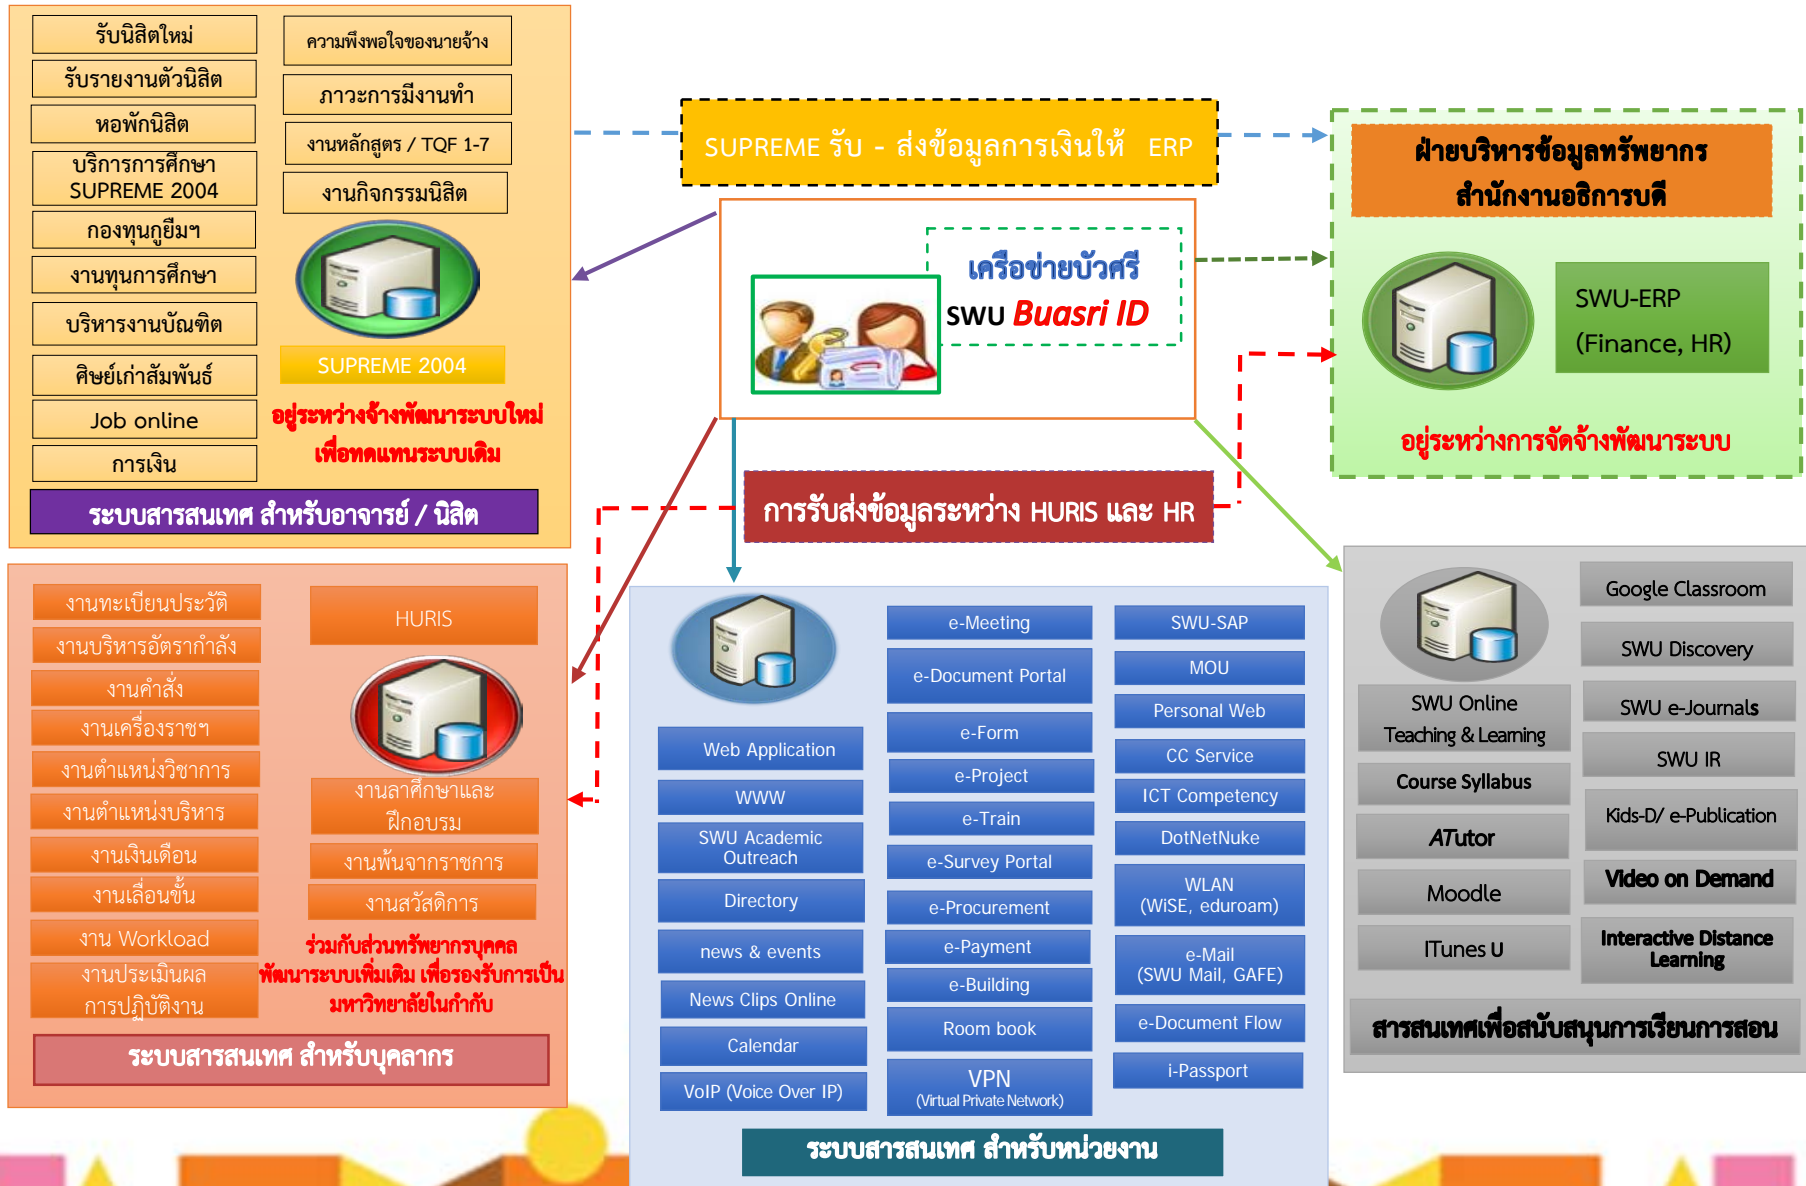 รับนิสิตใหม่
รับรายงานตัวนิสิต
หอพักนิสิต
บริการการศึกษา
SUPREME 2004
กองทุนกู้ยืมฯ
งานทุนการศึกษา
บริหารงานบัณฑิต
ศิษย์เก่าสัมพันธ์
Job online
การเงิน
ความพึงพอใจของนายจ้าง
ภาวะการมีงานทำ
งานหลักสูตร / TQF 1-7
งานกิจกรรมนิสิต
SUPREME 2004
อยู่ระหว่างจ้างพัฒนาระบบใหม่
เพื่อทดแทนระบบเดิม
ระบบสารสนเทศ สำหรับอาจารย์ / นิสิต
SUPREME รับ - ส่งข้อมูลการเงินให้ ERP
เครือข่ายบัวศรี
SWU Buasri ID
การรับส่งข้อมูลระหว่าง HURIS และ HR
ฝ่ายบริหารข้อมูลทรัพยากร
สำนักงานอธิการบดี
SWU-ERP
(Finance, HR)
อยู่ระหว่างการจัดจ้างพัฒนาระบบ
งานทะเบียนประวัติ
งานบริหารอัตรากำลัง
งานคำสั่ง
งานเครื่องราชฯ
งานตำแหน่งวิชาการ
งานตำแหน่งบริหาร
งานเงินเดือน
งานเลื่อนขั้น
งาน Workload
งานประเมินผล
การปฏิบัติงาน
HURIS
งานลาศึกษาและ
ฝึกอบรม
งานพ้นจากราชการ
งานสวัสดิการ
ร่วมกับส่วนทรัพยากรบุคคล
พัฒนาระบบเพิ่มเติม เพื่อรองรับการเป็น
มหาวิทยาลัยในกำกับ
ระบบสารสนเทศ สำหรับบุคลากร
Web Application
WWW
SWU Academic
Outreach
Directory
news & events
News Clips Online
Calendar
VoIP (Voice Over IP)
e-Meeting
e-Document Portal
e-Form
e-Project
e-Train
e-Survey Portal
e-Procurement
e-Payment
e-Building
Room book
VPN
(Virtual Private Network)
SWU-SAP
MOU
Personal Web
CC Service
ICT Competency
DotNetNuke
WLAN
(WiSE, eduroam)
e-Mail
(SWU Mail, GAFE)
e-Document Flow
i-Passport
ระบบสารสนเทศ สำหรับหน่วยงาน
SWU Online
Teaching & Learning
Course Syllabus
ATutor
Moodle
ITunes U
Google Classroom
SWU Discovery
SWU e-Journals
SWU IR
Kids-D/ e-Publication
Video on Demand
Interactive Distance
Learning
สารสนเทศเพื่อสนับสนุนการเรียนการสอน